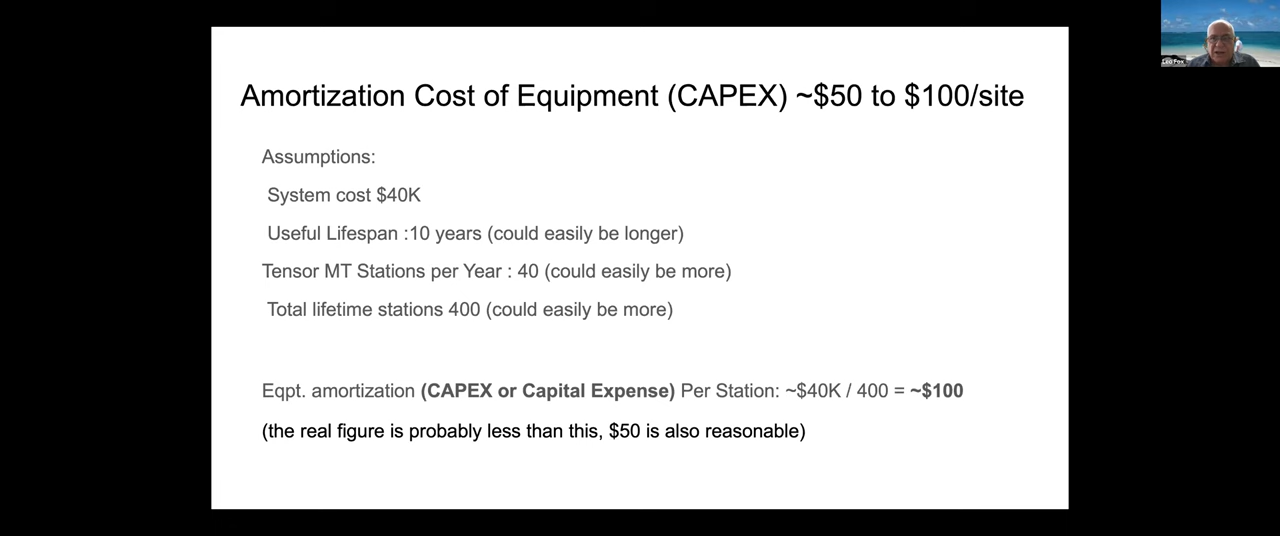 Amortization Cost of Equipment (CAPEX) ~$50 to $100/site
Assumptions:
System cost $40K
Useful Lifespan :10 years (could easily be longer)
Tensor MT Stations per Year : 40 (could easily be more)
Total lifetime stations 400 (could easily be more)
Eqpt. amortization (CAPEX or Capital Expense) Per Station: ~$40K / 400 = ~$100
(the real figure is probably less than this, $50 is also reasonable)
Leo Fox